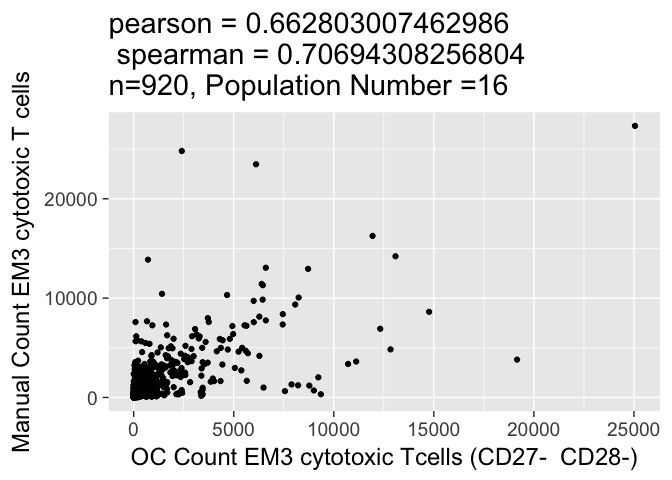 pearson = 0.662803007462986
spearman = 0.70694308256804
n=920, Population Number =16
Manual Count EM3 cytotoxic T cells
20000
10000
0
0 5000 10000 15000 20000 25000
OC Count EM3 cytotoxic Tcells (CD27-  CD28-)